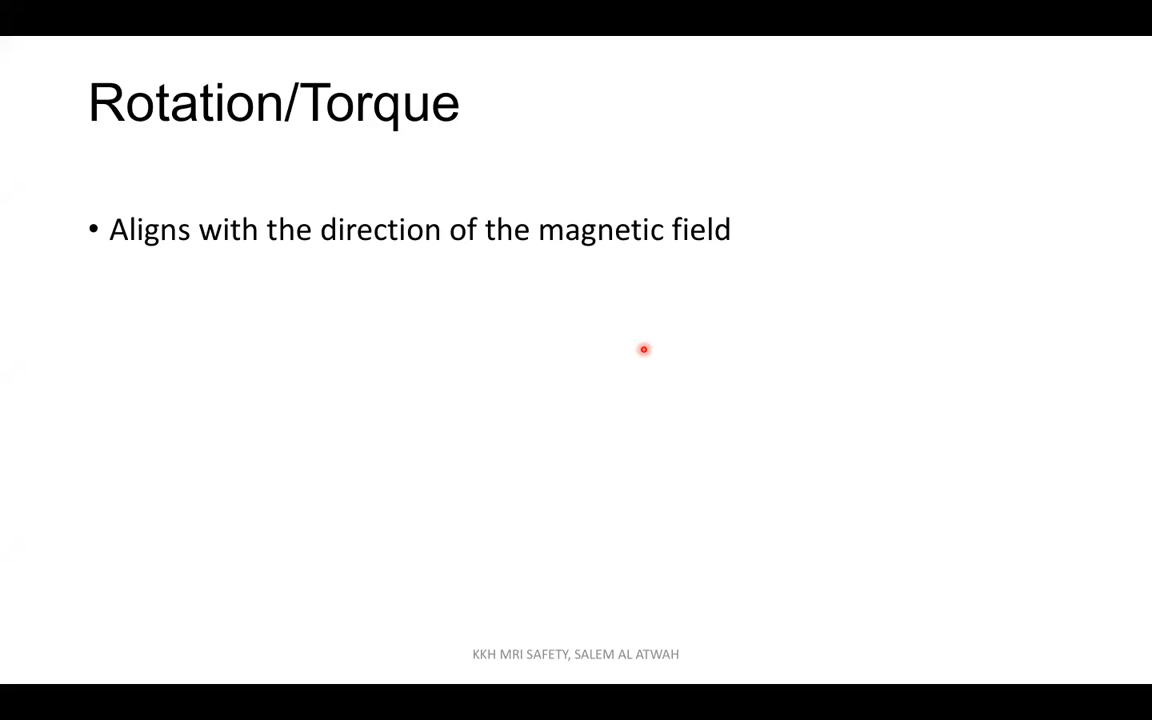 Rotation/Torque
• Aligns with the direction of the magnetic field
KKH MRI SAFETY, SALEM AL ATWAH